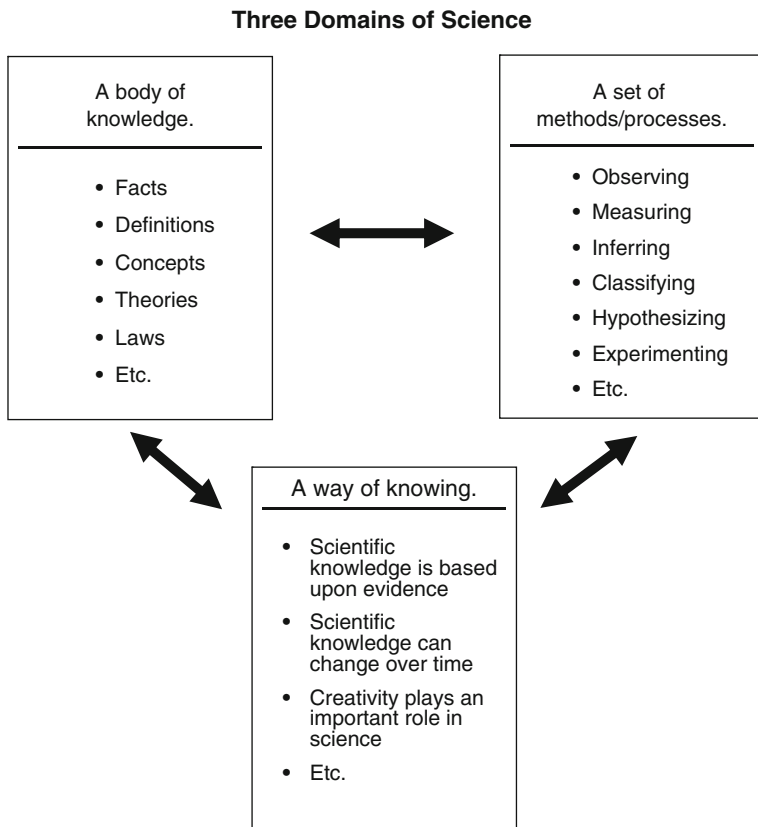 Three Domains of Science
A body of
knowledge.
• Facts
• Definitions
• Concepts
• Theories
• Laws
• Etc.
A set of
methods/processes.
• Observing
• Measuring
• Inferring
• Classifying
• Hypothesizing
• Experimenting
• Etc.
A way of knowing.
• Scientific
knowledge is based
upon evidence
• Scientific
knowledge can
change over time
• Creativity plays an
important role in
science
• Etc.